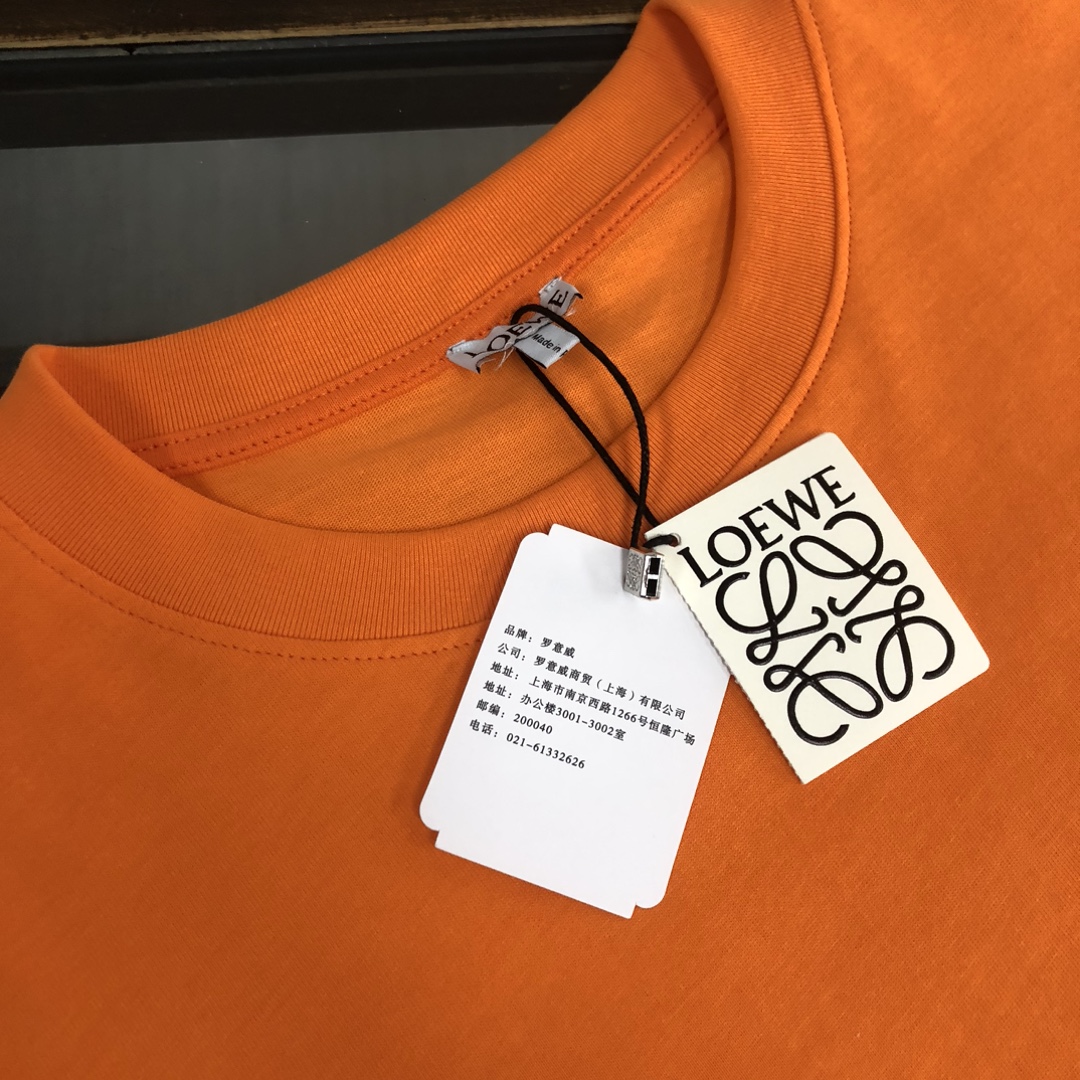 LOEWE
Made in
LOEWE
品牌：罗意威
公司：罗意威商贸（上海）有限公司
地址：上海市南京西路1266号恒隆广场
地址：办公楼3001-3002室
邮编：200040
电话：021-61332626